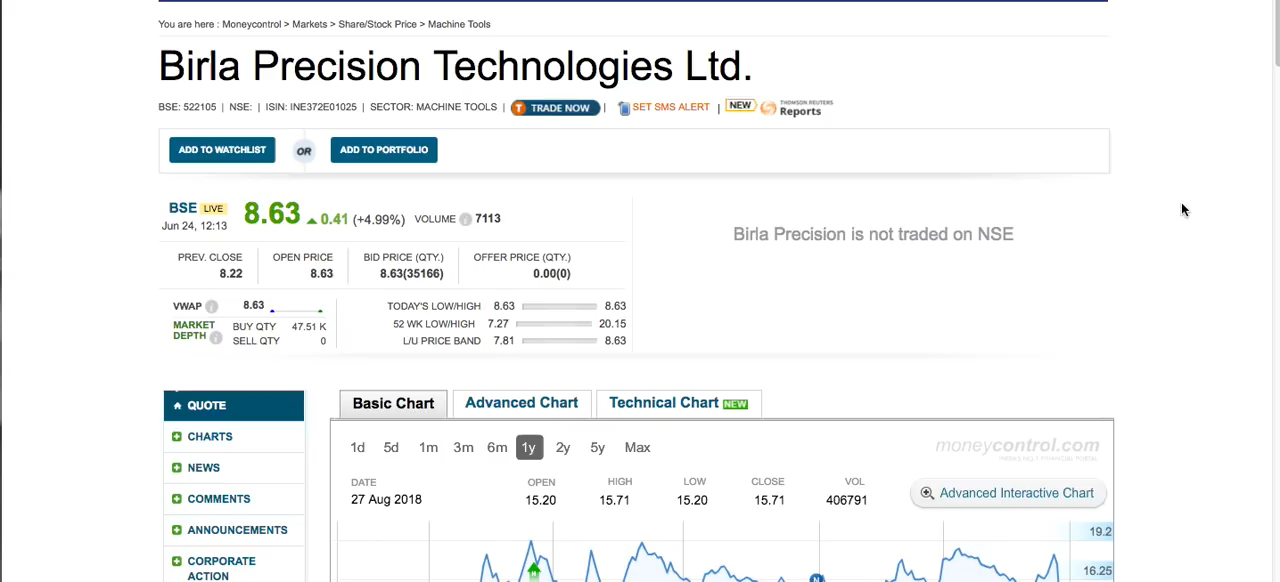 You are here : Moneycontrol > Markets > Share/Stock Price > Machine Tools
Birla Precision Technologies Ltd.
BSE: 522105 | NSE: | ISIN: INE372E01025 | SECTOR: MACHINE TOOLS | T TRADE NOW | SET SMS ALERT | NEW THOMSON REUTERS Reports
ADD TO WATCHLIST OR ADD TO PORTFOLIO
BSE LIVE 8.63 0.41 (+4.99%) VOLUME i 7113
Jun 24, 12:13
Birla Precision is not traded on NSE
PREV. CLOSE OPEN PRICE BID PRICE (QTY.) OFFER PRICE (QTY.)
8.22 8.63 8.63(35166) 0.00(0)
VWAP i 8.63 TODAY'S LOW/HIGH 8.63 8.63
MARKET DEPTH i BUY QTY 47.51 K 52 WK LOW/HIGH 7.27 20.15
SELL QTY 0 L/U PRICE BAND 7.81 8.63
QUOTE
CHARTS
NEWS
COMMENTS
ANNOUNCEMENTS
CORPORATE
ACTION
Basic Chart Advanced Chart Technical Chart NEW
1d 5d 1m 3m 6m 1y 2y 5y Max
moneycontrol.com
DATE OPEN HIGH LOW CLOSE VOL
27 Aug 2018 15.20 15.71 15.20 15.71 406791
Advanced Interactive Chart
19.2
16.25
N